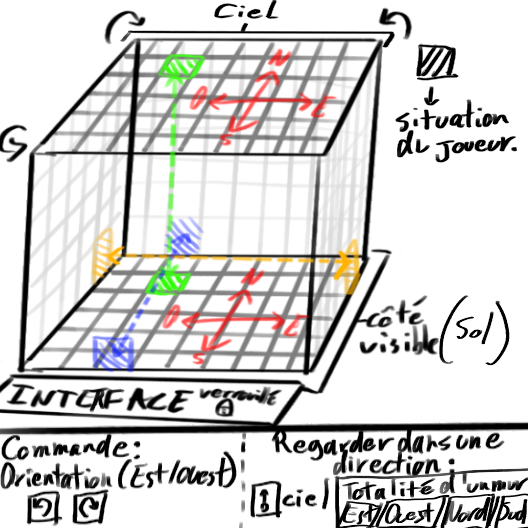 Ciel
N
O
E
S
situation
du joueur.
N
O
E
S
côté
visible (Sol)
INTERFACE verrouillé
Commande:
Orientation (Est/Ouest)
Regarder dans une
direction:
ciel
Totalité d'un mur
Est/Ouest/Nord/Sud